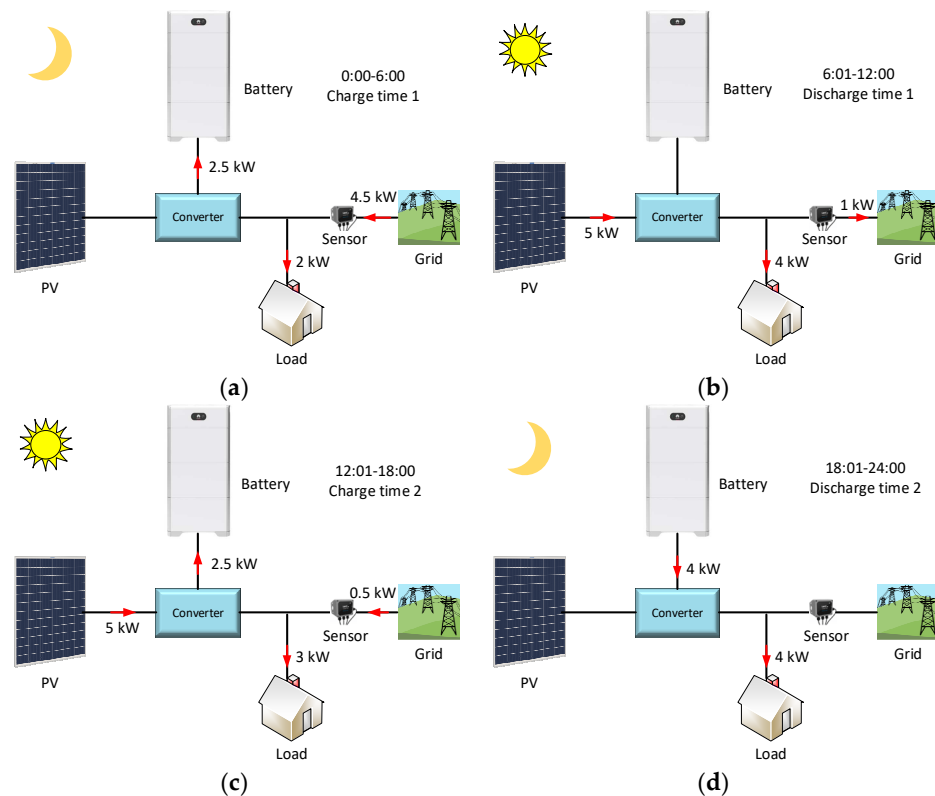 Battery
0:00-6:00
Charge time 1
2.5 kW
Converter
4.5 kW
Sensor
Grid
2 kW
PV
Load
(a)
Battery
6:01-12:00
Discharge time 1
5 kW
Converter
1 kW
Sensor
Grid
4 kW
PV
Load
(b)
Battery
12:01-18:00
Charge time 2
2.5 kW
5 kW
Converter
0.5 kW
Sensor
Grid
3 kW
PV
Load
(c)
Battery
18:01-24:00
Discharge time 2
4 kW
Converter
Sensor
Grid
4 kW
PV
Load
(d)